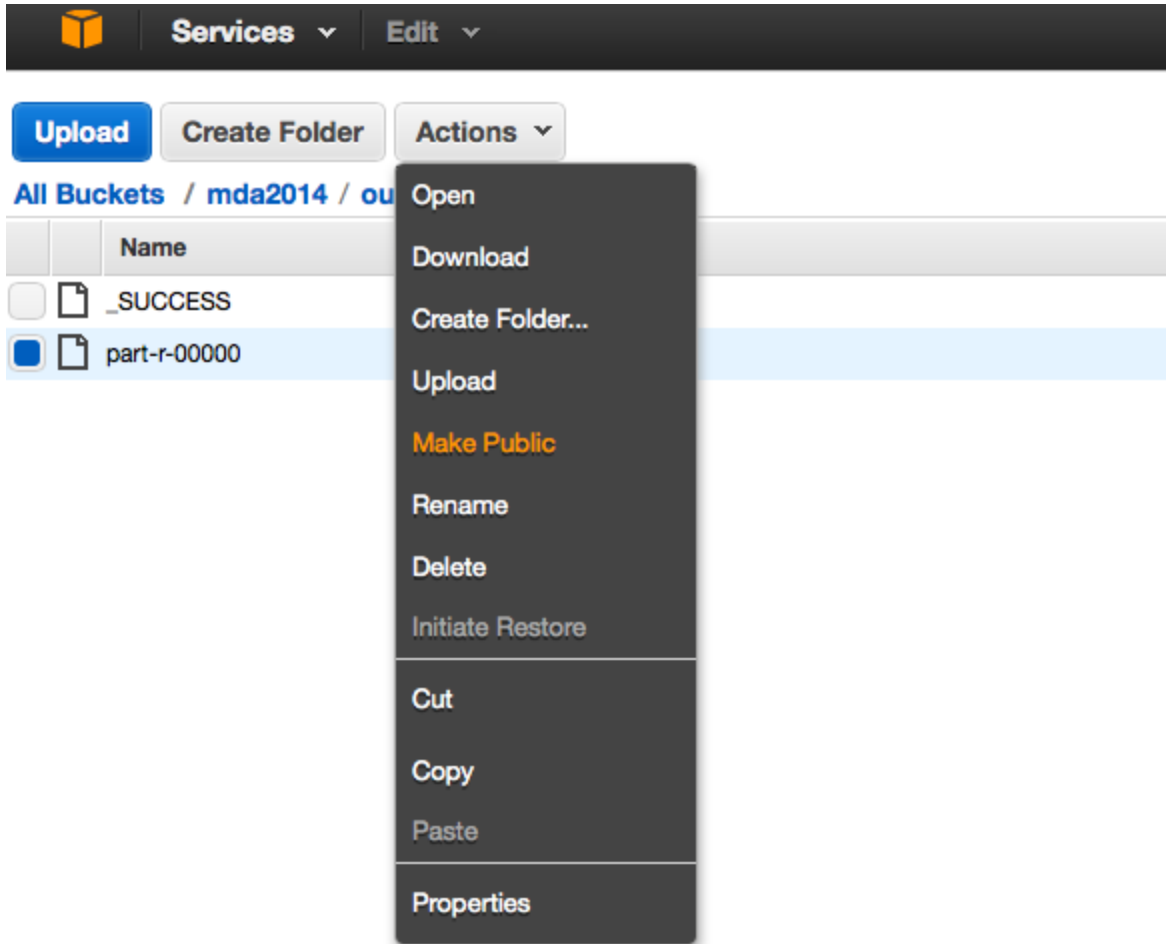 Services Edit
Upload Create Folder Actions
All Buckets / mda2014 / ou
Name
_SUCCESS
part-r-00000
Open
Download
Create Folder...
Upload
Make Public
Rename
Delete
Initiate Restore
Cut
Copy
Paste
Properties